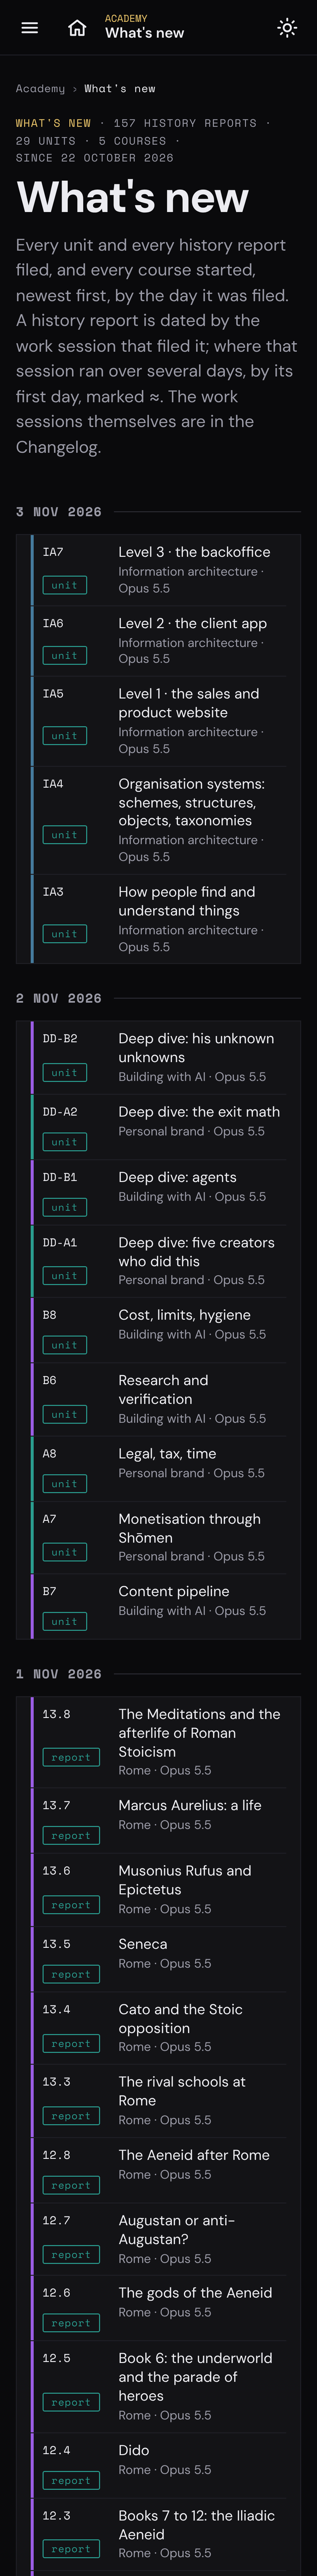 ACADEMY
What's new
Academy › What's new
WHAT'S NEW · 157 HISTORY REPORTS ·
29 UNITS · 5 COURSES ·
SINCE 22 OCTOBER 2026
What's new
Every unit and every history report
filed, and every course started,
newest first, by the day it was filed.
A history report is dated by the
work session that filed it; where that
session ran over several days, by its
first day, marked ≈. The work
sessions themselves are in the
Changelog.
3 NOV 2026
IA7
Level 3 · the backoffice
Information architecture ·
Opus 5.5
unit
IA6
Level 2 · the client app
Information architecture ·
Opus 5.5
unit
IA5
Level 1 · the sales and
product website
Information architecture ·
Opus 5.5
unit
IA4
Organisation systems:
schemes, structures,
objects, taxonomies
Information architecture ·
Opus 5.5
unit
IA3
How people find and
understand things
Information architecture ·
Opus 5.5
unit
2 NOV 2026
DD-B2
Deep dive: his unknown
unknowns
Building with AI · Opus 5.5
unit
DD-A2
Deep dive: the exit math
Personal brand · Opus 5.5
unit
DD-B1
Deep dive: agents
Building with AI · Opus 5.5
unit
DD-A1
Deep dive: five creators
who did this
Personal brand · Opus 5.5
unit
B8
Cost, limits, hygiene
Building with AI · Opus 5.5
unit
B6
Research and
verification
Building with AI · Opus 5.5
unit
A8
Legal, tax, time
Personal brand · Opus 5.5
unit
A7
Monetisation through
Shōmen
Personal brand · Opus 5.5
unit
B7
Content pipeline
Building with AI · Opus 5.5
unit
1 NOV 2026
13.8
The Meditations and the
afterlife of Roman
Stoicism
Rome · Opus 5.5
report
13.7
Marcus Aurelius: a life
Rome · Opus 5.5
report
13.6
Musonius Rufus and
Epictetus
Rome · Opus 5.5
report
13.5
Seneca
Rome · Opus 5.5
report
13.4
Cato and the Stoic
opposition
Rome · Opus 5.5
report
13.3
The rival schools at
Rome
Rome · Opus 5.5
report
12.8
The Aeneid after Rome
Rome · Opus 5.5
report
12.7
Augustan or anti-
Augustan?
Rome · Opus 5.5
report
12.6
The gods of the Aeneid
Rome · Opus 5.5
report
12.5
Book 6: the underworld
and the parade of
heroes
Rome · Opus 5.5
report
12.4
Dido
Rome · Opus 5.5
report
12.3
Books 7 to 12: the Iliadic
Aeneid
Rome · Opus 5.5
report